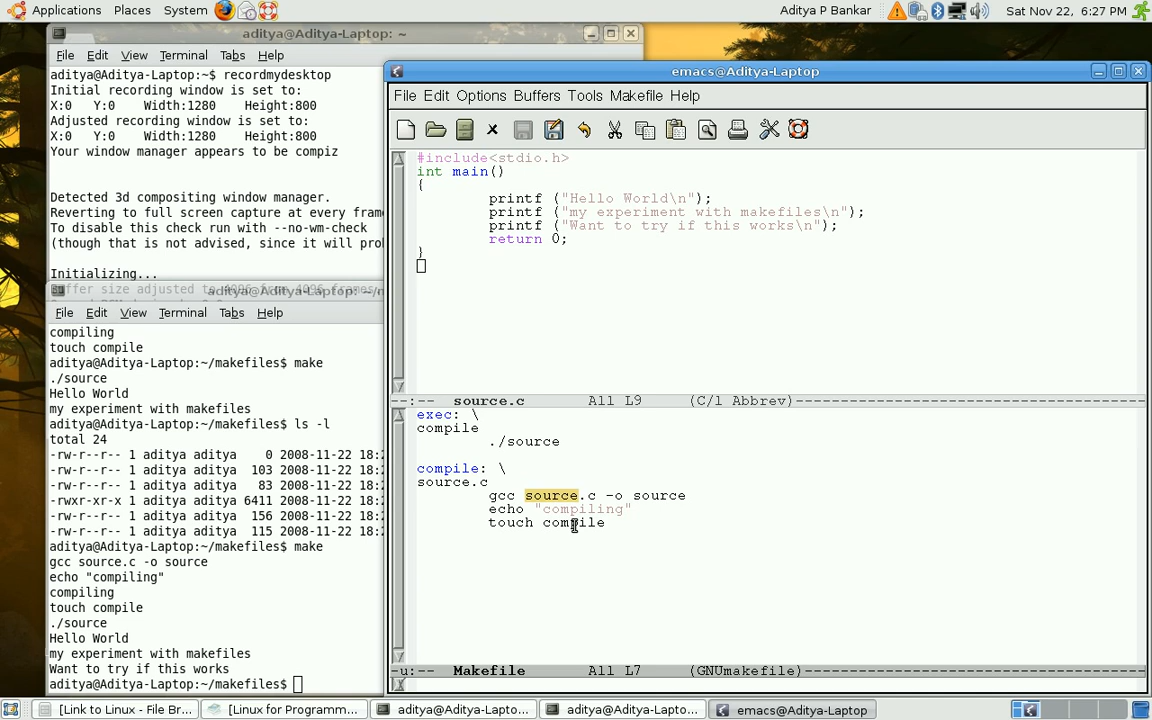 Applications Places System
Aditya P Bankar
Sat Nov 22, 6:27 PM
aditya@Aditya-Laptop: ~
File Edit View Terminal Tabs Help
aditya@Aditya-Laptop:~$ recordmydesktop
Initial recording window is set to:
X:0 Y:0 Width:1280 Height:800
Adjusted recording window is set to:
X:0 Y:0 Width:1280 Height:800
Your window manager appears to be compiz
Detected 3d compositing window manager.
Reverting to full screen capture at every fram
To disable this check run with --no-wm-check
(though that is not advised, since it will pro
Initializing...
aditya@Aditya-Laptop: ~/
File Edit View Terminal Tabs Help
compiling
touch compile
aditya@Aditya-Laptop:~/makefiles$ make
./source
Hello World
my experiment with makefiles
aditya@Aditya-Laptop:~/makefiles$ ls -l
total 24
-rw-r--r-- 1 aditya aditya 0 2008-11-22 18:
-rw-r--r-- 1 aditya aditya 103 2008-11-22 18:
-rw-r--r-- 1 aditya aditya 83 2008-11-22 18:
-rwxr-xr-x 1 aditya aditya 6411 2008-11-22 18:
-rw-r--r-- 1 aditya aditya 156 2008-11-22 18:
-rw-r--r-- 1 aditya aditya 115 2008-11-22 18:
aditya@Aditya-Laptop:~/makefiles$ make
gcc source.c -o source
echo "compiling"
compiling
touch compile
./source
Hello World
my experiment with makefiles
Want to try if this works
aditya@Aditya-Laptop:~/makefiles$
emacs@Aditya-Laptop
File Edit Options Buffers Tools Makefile Help
#include<stdio.h>
int main()
{
printf ("Hello World\n");
printf ("my experiment with makefiles\n");
printf ("Want to try if this works\n");
return 0;
}
--:-- source.c All L9 (C/l Abbrev)
exec: \
compile
./source
compile: \
source.c
gcc source.c -o source
echo "compiling"
touch compile
-u:-- Makefile All L7 (GNUmakefile)
[Link to Linux - File Br...
[Linux for Programm...
aditya@Aditya-Lapto...
aditya@Aditya-Lapto...
emacs@Aditya-Laptop